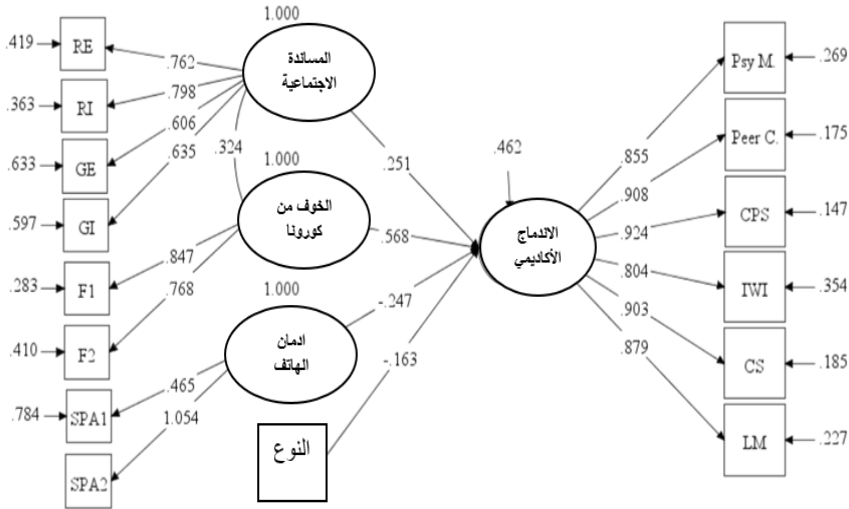 1.000
.419
RE
.762
المساندة
الاجتماعية
Psy M.
.269
.363
RI
.798
.606
.633
GE
.635
.324
.855
Peer C.
.175
1.000
.462
.908
.597
GI
الخوف من
كورونا
.251
.924
CPS
.147
.847
.568
الاندماج
الأكاديمي
.283
F1
.768
.804
IWI
.354
1.000
-.247
.903
.410
F2
ادمان
الهاتف
.879
.465
-.163
CS
.185
.784
SPA1
1.054
النوع
LM
.227
SPA2